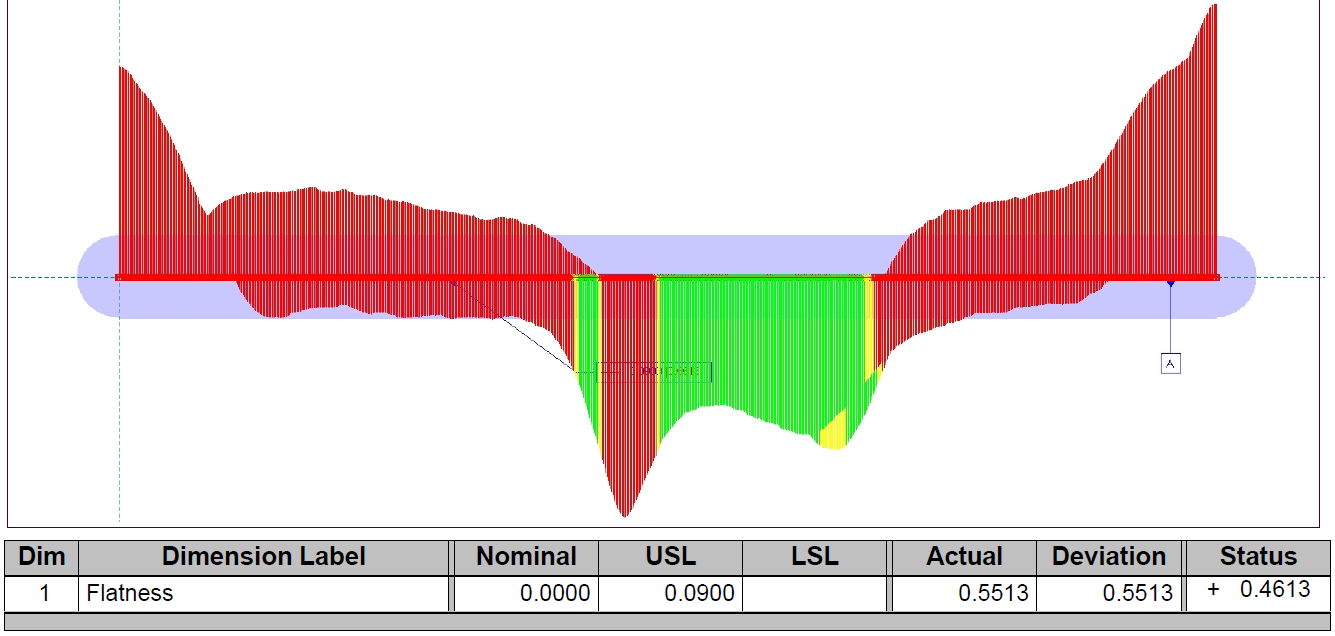 A
Dim Dimension Label Nominal USL LSL Actual Deviation Status
1 Flatness 0.0000 0.0900 0.5513 0.5513 + 0.4613